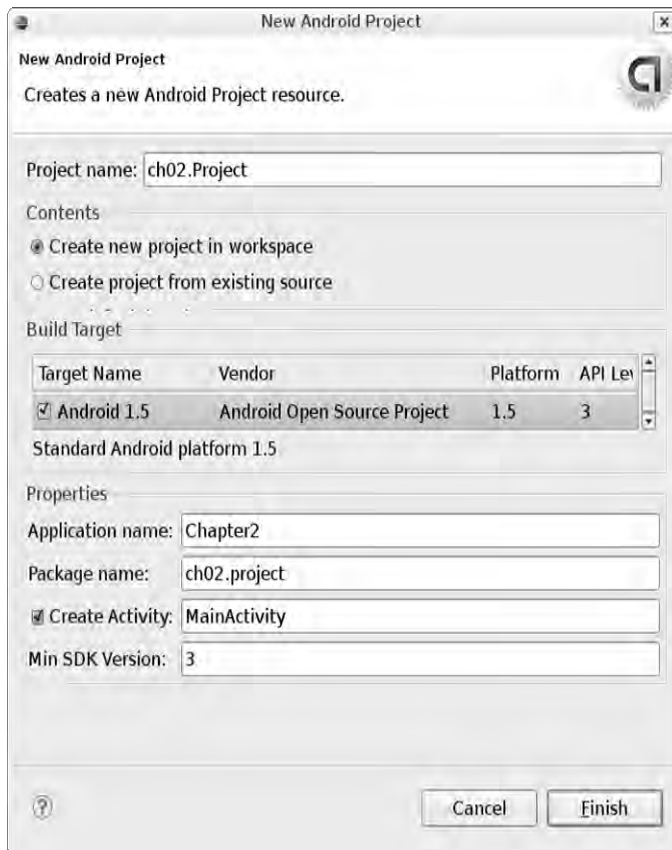 New Android Project
New Android Project
Creates a new Android Project resource.
Project name: ch02.Project
Contents
Create new project in workspace
Create project from existing source
Build Target
Target Name Vendor Platform API Lev
Android 1.5 Android Open Source Project 1.5 3
Standard Android platform 1.5
Properties
Application name: Chapter2
Package name: ch02.project
Create Activity: MainActivity
Min SDK Version: 3
?
Cancel Finish